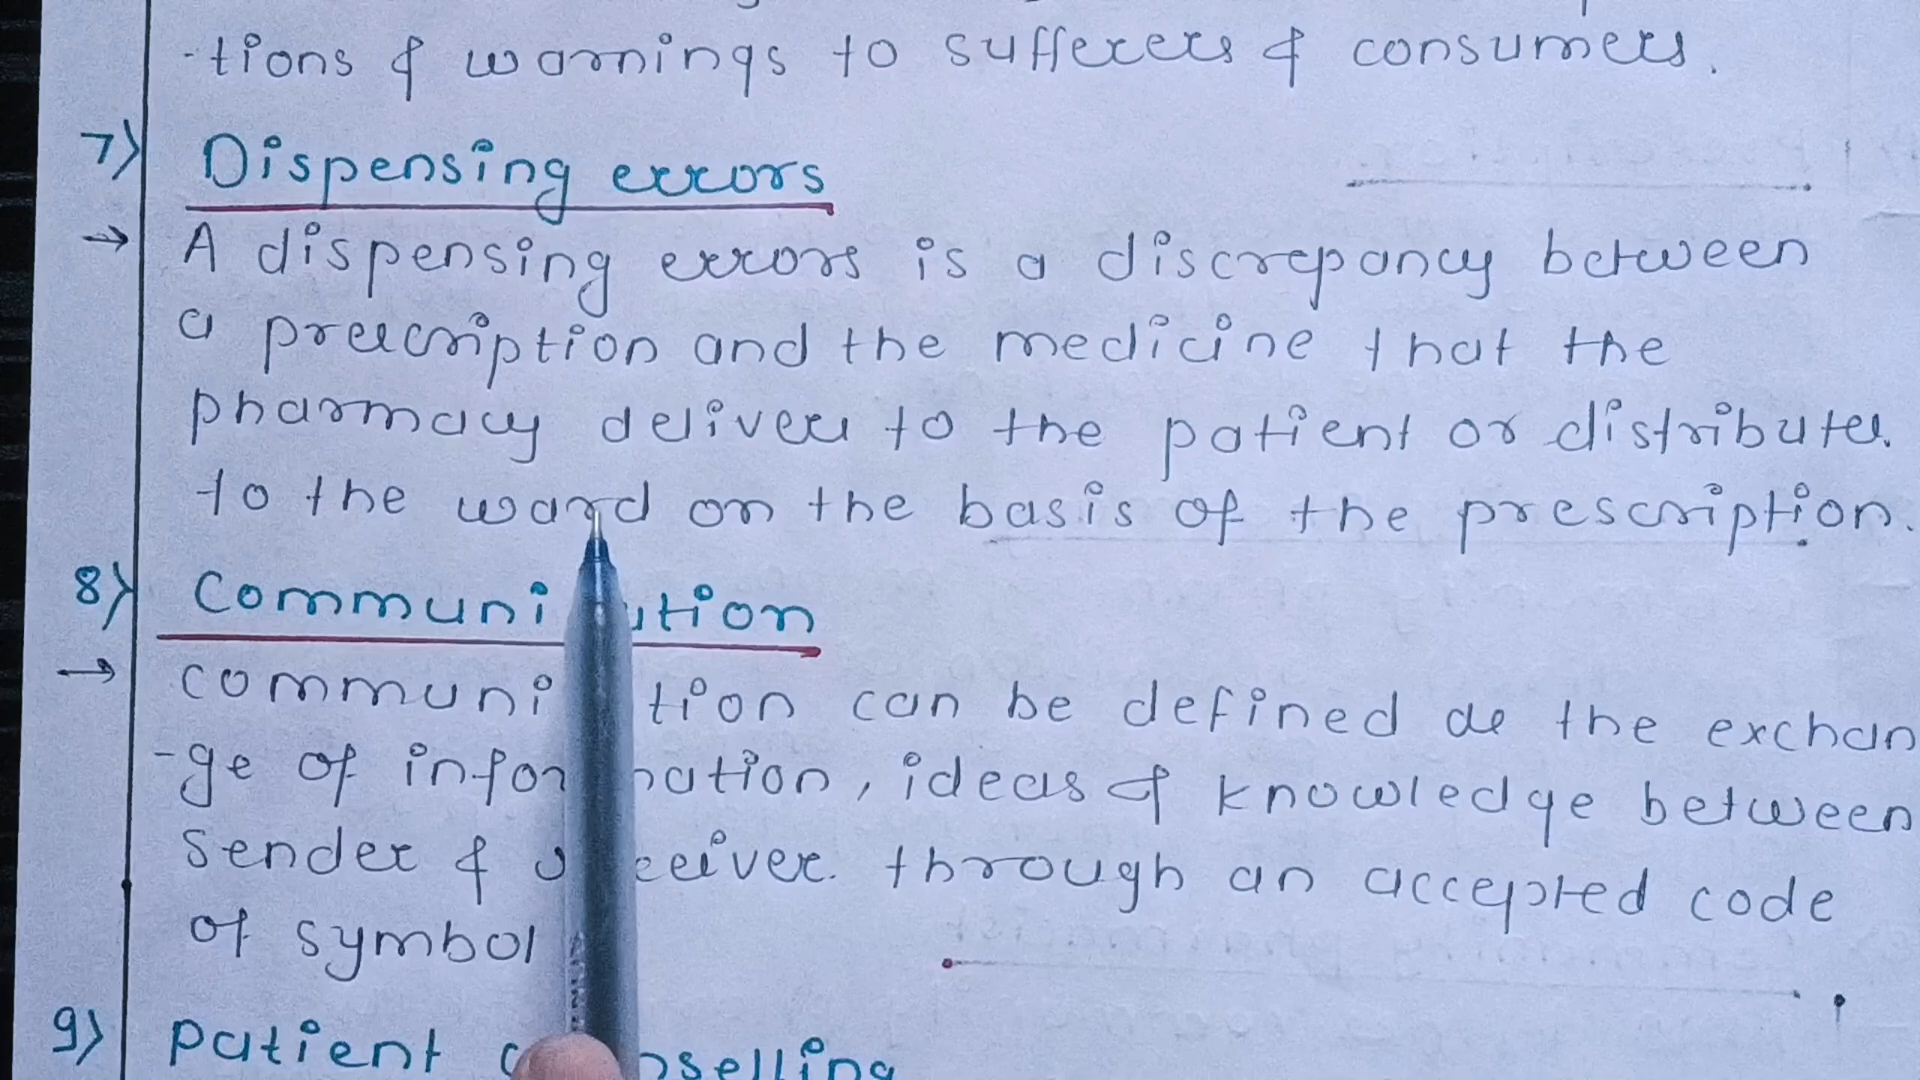 -tions & warnings to sufferers & consumers.
7) Dispensing errors
→ A dispensing errors is a discrepancy between
a prescription and the medicine that the
pharmacy delivers to the patient or distributes
to the ward on the basis of the prescription.
8) Communi ation
→ communi tion can be defined as the exchan
-ge of infor ation, ideas & knowledge between
sender & eceiver through an accepted code
of symbol
9) Patient nselling